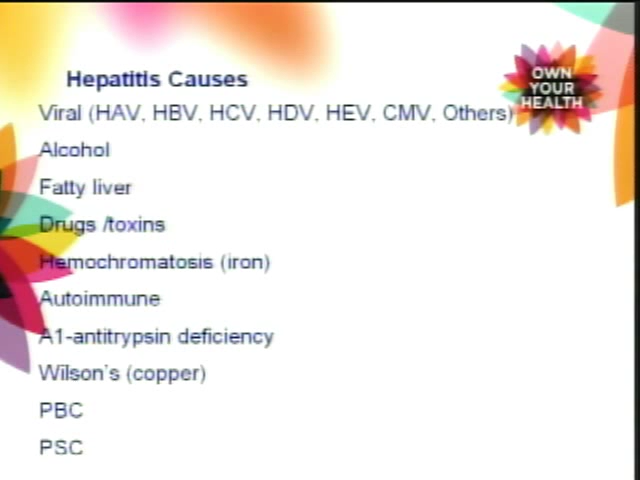 Hepatitis Causes
Viral (HAV, HBV, HCV, HDV, HEV, CMV, Others)
OWN
YOUR
HEALTH
Alcohol
Fatty liver
Drugs /toxins
Hemochromatosis (iron)
Autoimmune
A1-antitrypsin deficiency
Wilson's (copper)
PBC
PSC